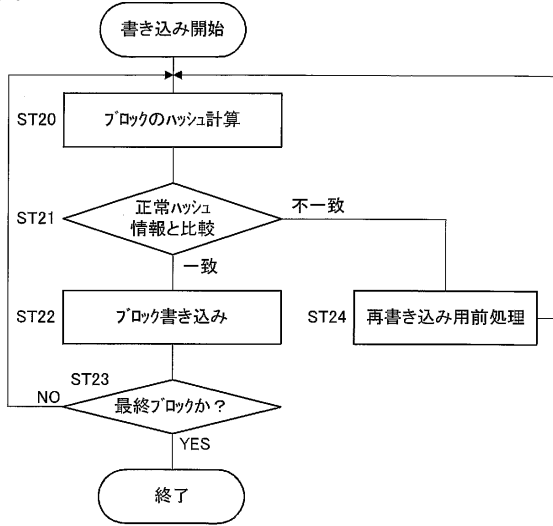 書き込み開始
ST20
ブロックのハッシュ計算
ST21
正常ハッシュ
情報と比較
不一致
一致
ST22
ブロック書き込み
ST24
再書き込み用前処理
ST23
NO
最終ブロックか？
YES
終了